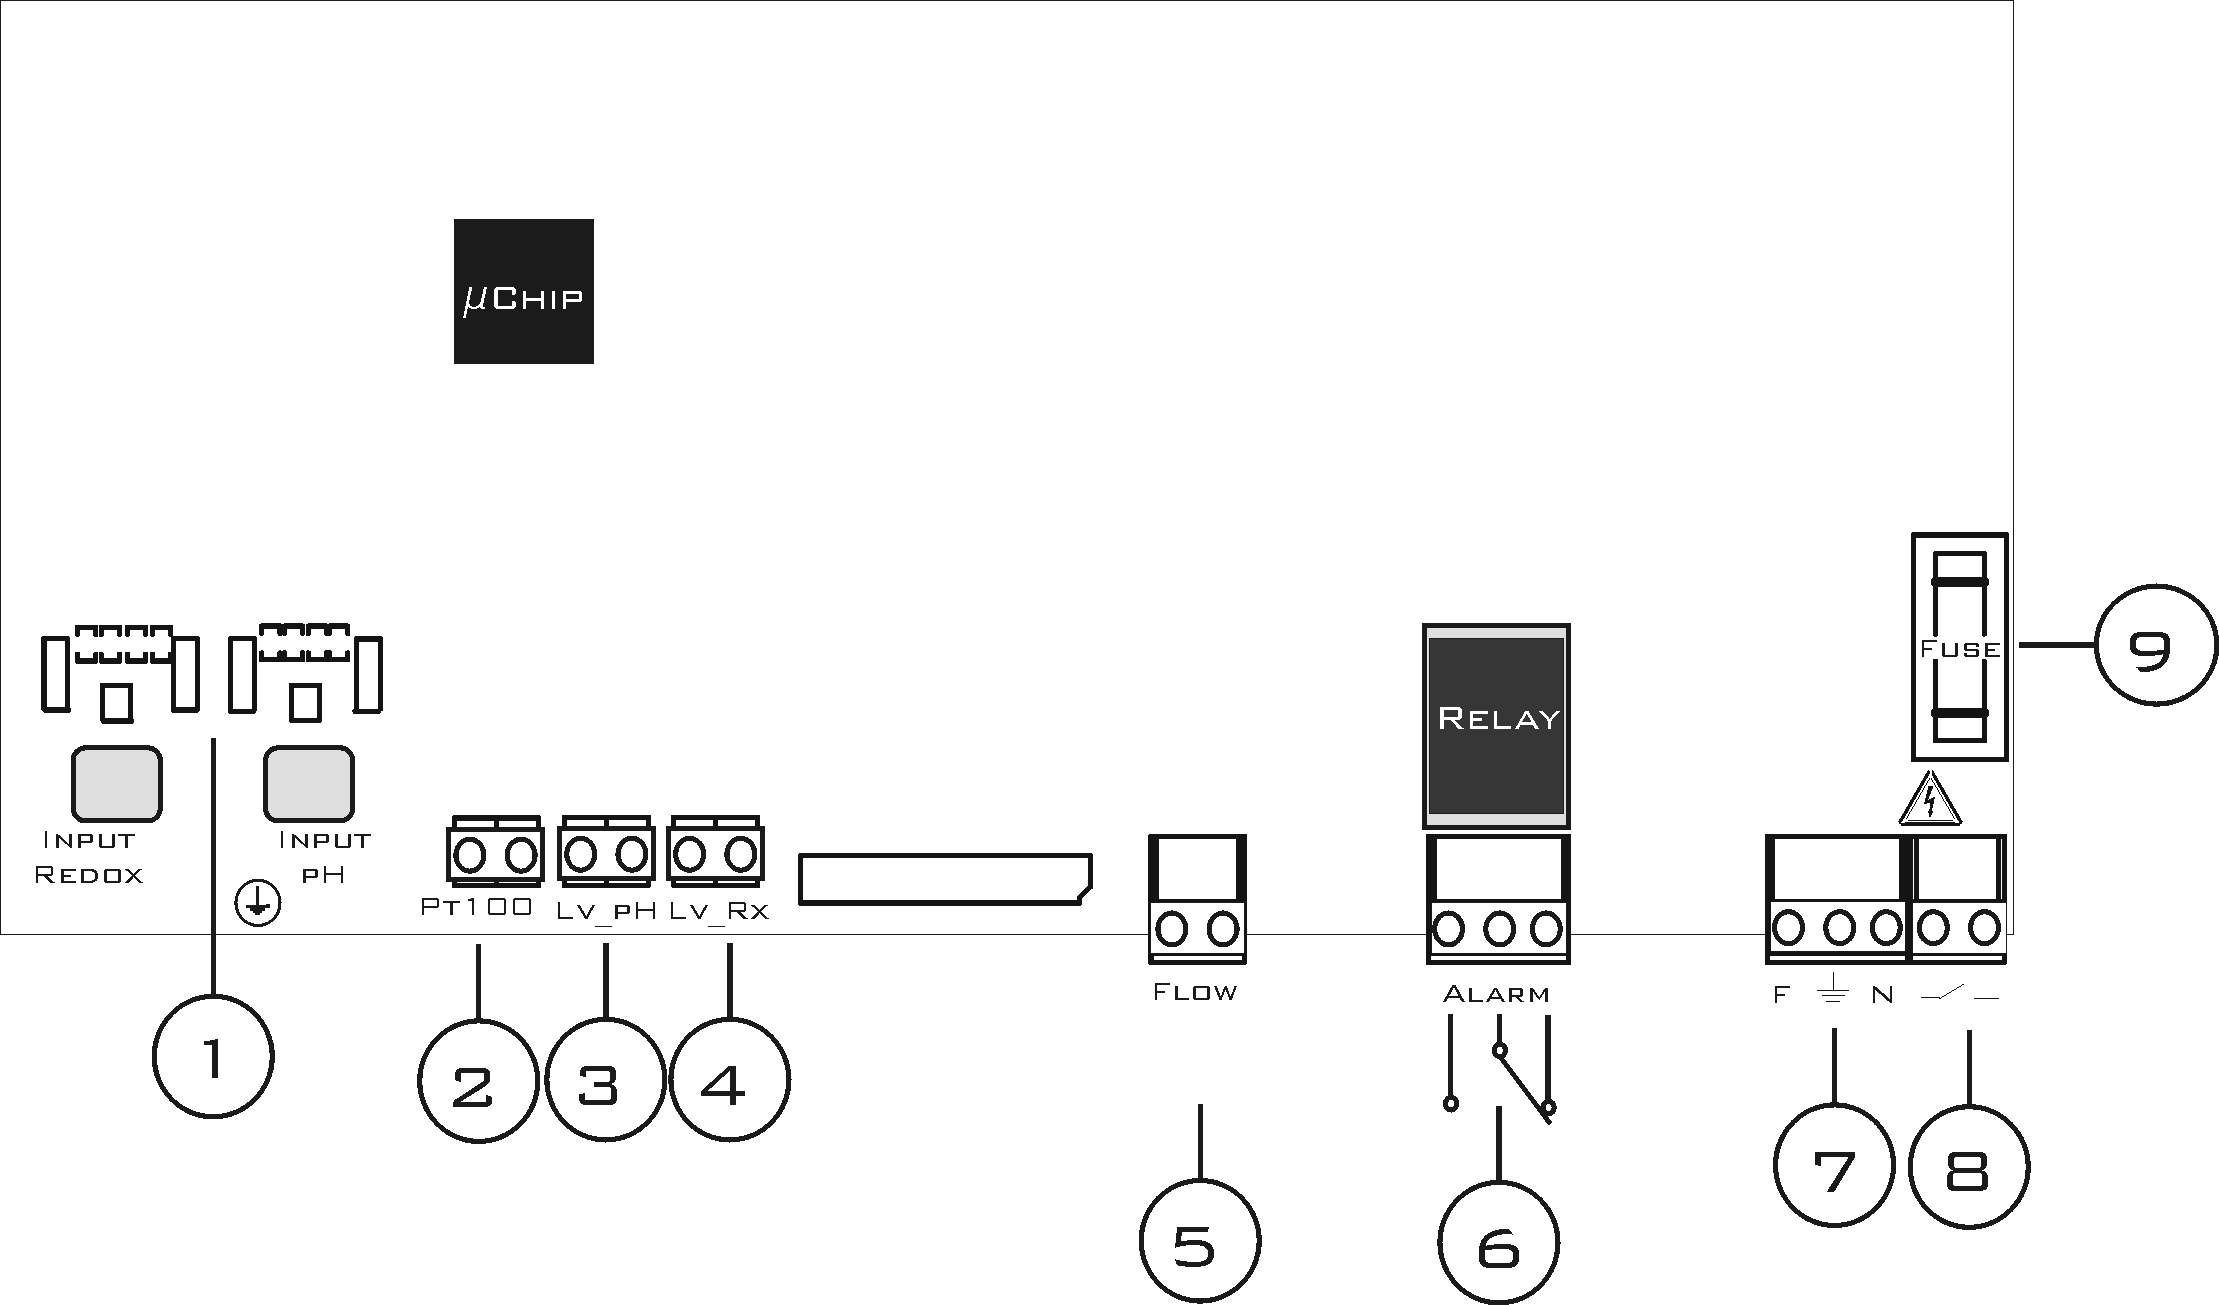 µCHIP
FUSE
9
RELAY
INPUT
REDOX
INPUT
pH
PT100
LV_pH
LV_RX
FLOW
ALARM
F
N
1
2
3
4
5
6
7
8